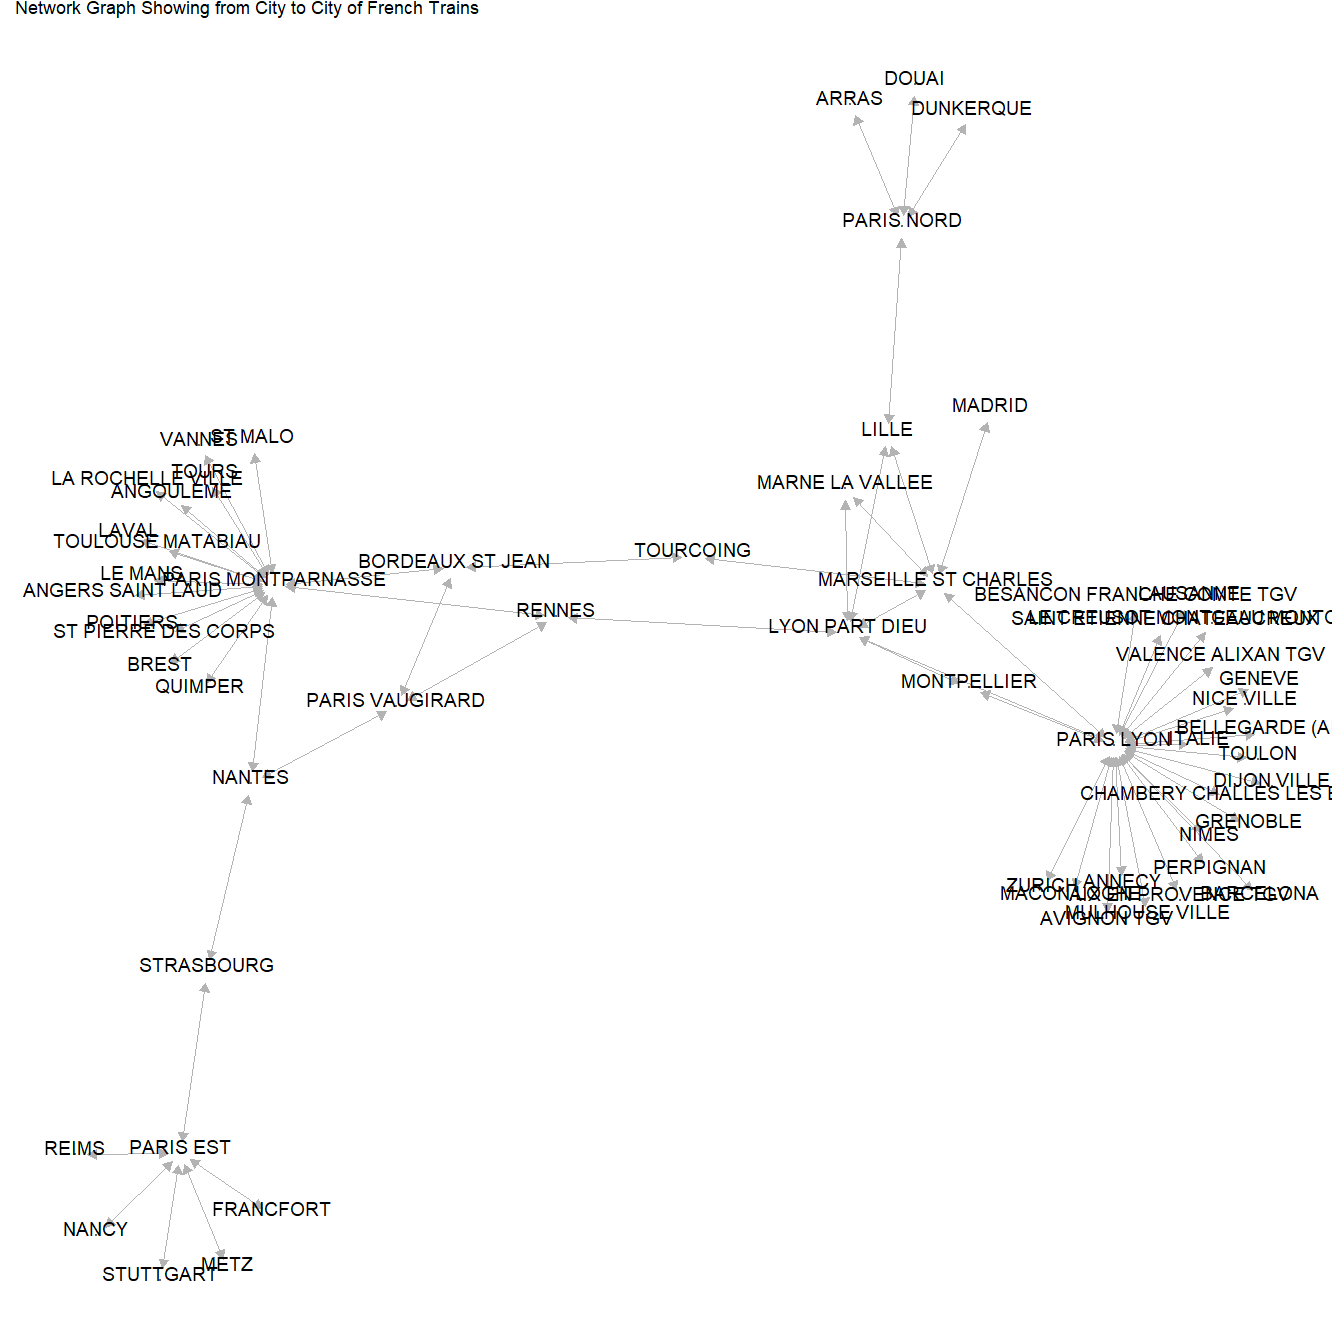 Network Graph Showing from City to City of French Trains
DOUAI
ARRAS
DUNKERQUE
PARIS NORD
MADRID
LILLE
VANNES
ST MALO
TOURS
LA ROCHELLE VILLE
MARNE LA VALLEE
ANGOULEME
LAVAL
TOULOUSE MATABIAU
TOURCOING
BORDEAUX ST JEAN
LE MANS
PARIS MONTPARNASSE
MARSEILLE ST CHARLES
ANGERS SAINT LAUD
BESANCON FRANCHE COMTE TGV
LAUSANNE
RENNES
SAINT ETIENNE CHATEAUCREUX
LE CREUSOT MONTCEAU MONTC
POITIERS
ST PIERRE DES CORPS
LYON PART DIEU
VALENCE ALIXAN TGV
BREST
GENEVE
MONTPELLIER
QUIMPER
NICE VILLE
PARIS VAUGIRARD
BELLEGARDE (A
PARIS LYON
ITALIE
TOULON
NANTES
DIJON VILLE
CHAMBERY CHALLES LES E
GRENOBLE
NIMES
PERPIGNAN
ANNECY
ZURICH
MACON LOCHE
AIX EN PROVENCE TGV
BARCELONA
MULHOUSE VILLE
AVIGNON TGV
STRASBOURG
REIMS
PARIS EST
FRANCFORT
NANCY
METZ
STUTTGART